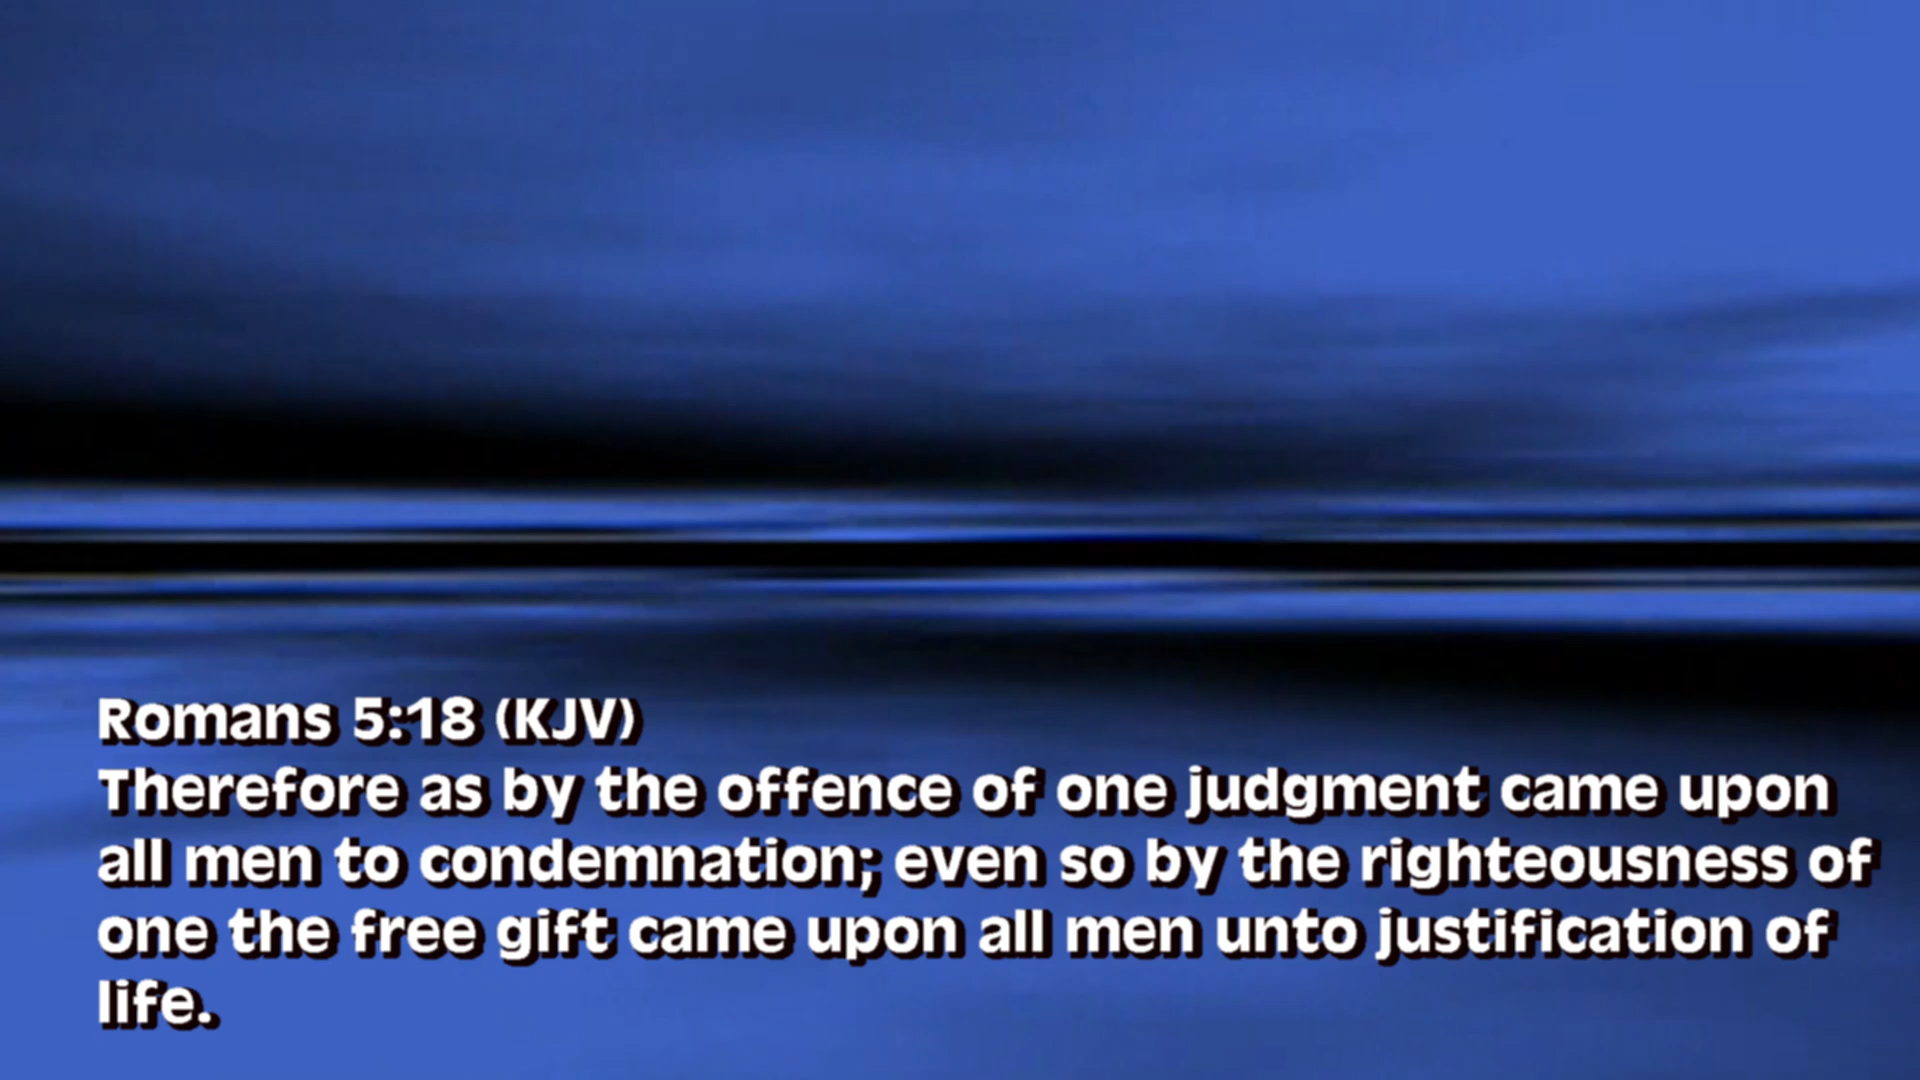 Romans 5:18 (KJV)
Therefore as by the offence of one judgment came upon
all men to condemnation; even so by the righteousness of
one the free gift came upon all men unto justification of
life.